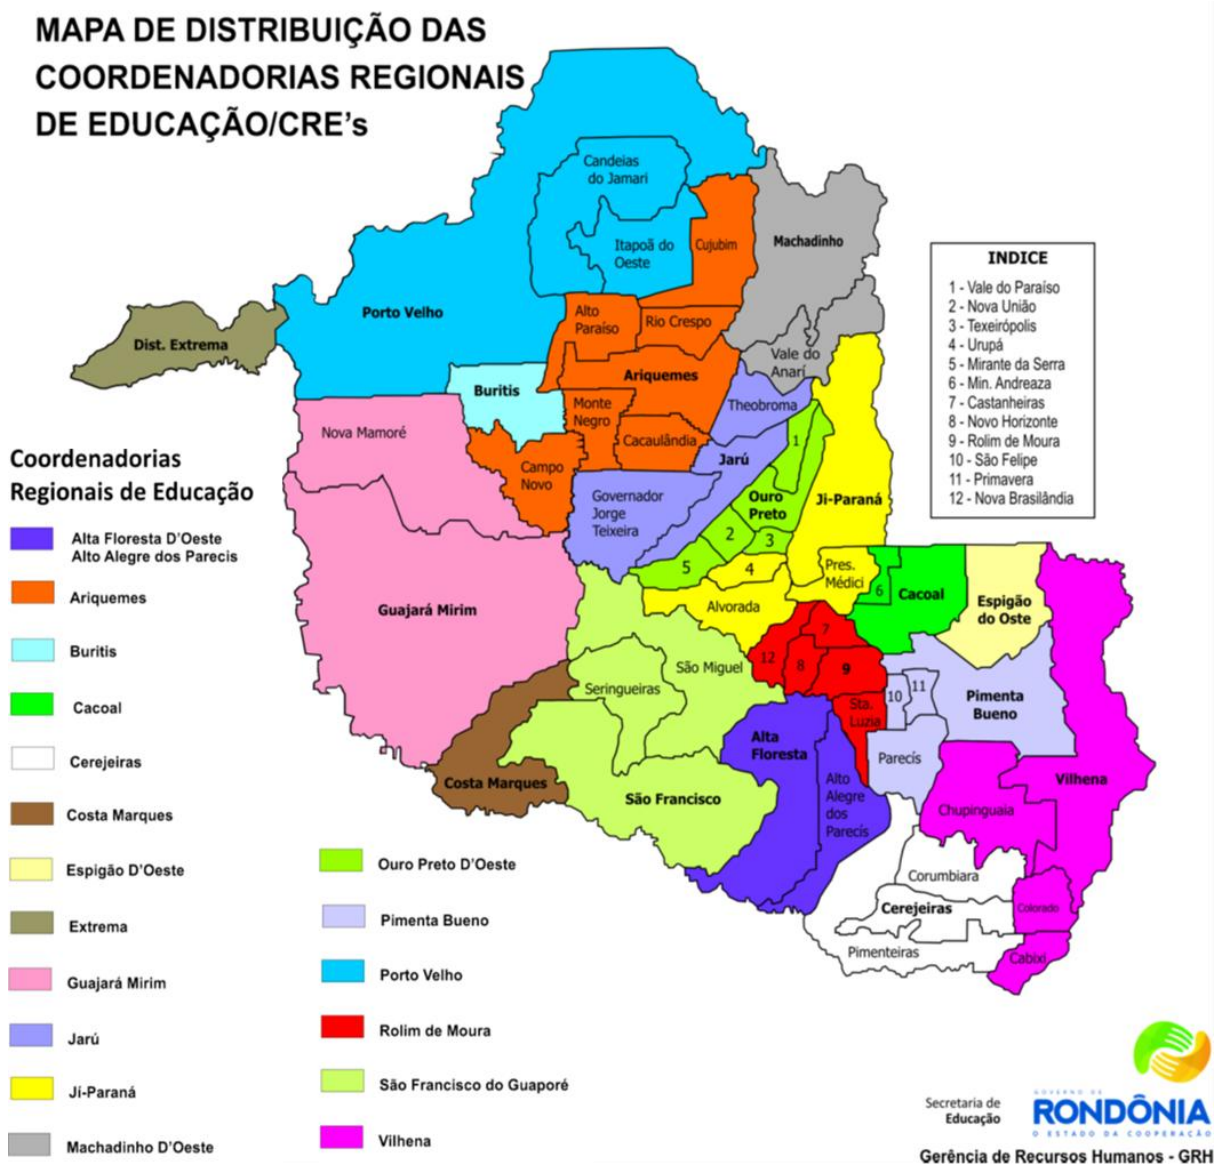 MAPA DE DISTRIBUIÇÃO DAS
COORDENADORIAS REGIONAIS
DE EDUCAÇÃO/CRE's
Candeias
do Jamari
Itapoã do
Oeste
Cujubim
Machadinho
Porto Velho
Dist. Extrema
Alto
Paraíso
Rio Crespo
Vale do
Anarí
Buritis
Ariquemes
Monte
Negro
Cacaulândia
Theobroma
Nova Mamoré
Campo
Novo
Jarú
Governador
Jorge
Teixeira
1
Ouro
Preto
Ji-Paraná
2
3
5
4
Pres.
Médici
Alvorada
6
Cacoal
Espigão
do Oste
Guajará Mirim
7
12
8
9
São Miguel
Seringueiras
Sta.
Luzia
10
11
Pimenta
Bueno
Alta
Floresta
Parecís
Alto
Alegre
dos
Parecís
Costa Marques
São Francisco
Vilhena
Chupinguaia
Corumbiara
Cerejeiras
Colorado
Pimenteiras
Cabixi
INDICE
1 - Vale do Paraíso
2 - Nova União
3 - Texeirópolis
4 - Urupá
5 - Mirante da Serra
6 - Min. Andreaza
7 - Castanheiras
8 - Novo Horizonte
9 - Rolim de Moura
10 - São Felipe
11 - Primavera
12 - Nova Brasilândia
Coordenadorias
Regionais de Educação
Alta Floresta D'Oeste
Alto Alegre dos Parecis
Ariquemes
Buritis
Cacoal
Cerejeiras
Costa Marques
Espigão D'Oeste
Extrema
Guajará Mirim
Jarú
Jí-Paraná
Machadinho D'Oeste
Ouro Preto D'Oeste
Pimenta Bueno
Porto Velho
Rolim de Moura
São Francisco do Guaporé
Vilhena
Secretaria de
Educação
GOVERNO DE
RONDÔNIA
O ESTADO DA COOPERAÇÃO
Gerência de Recursos Humanos - GRH